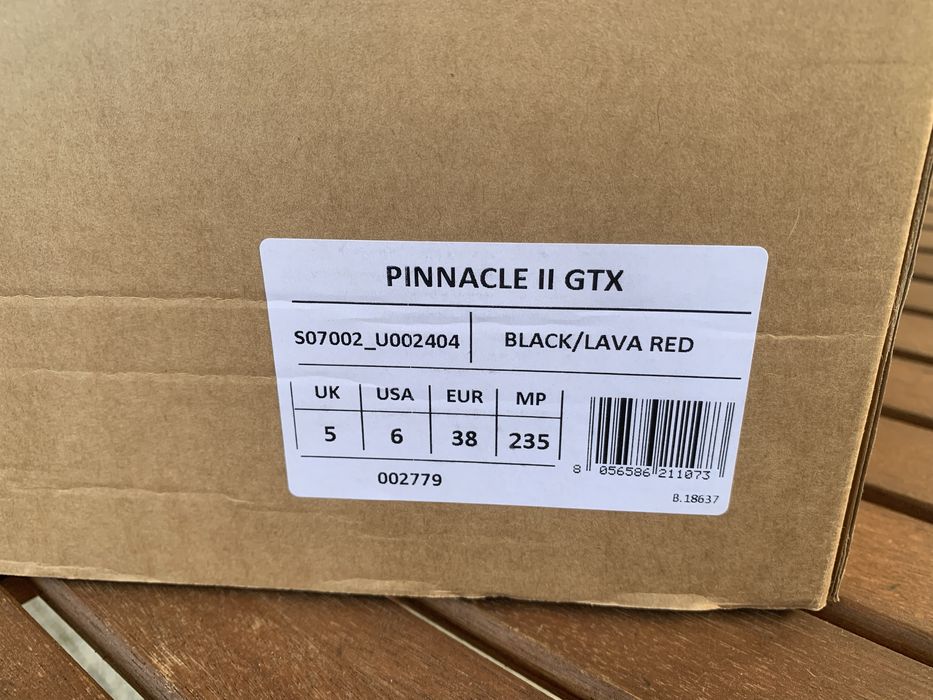 PINNACLE II GTX
S07002_U002404 BLACK/LAVA RED
UK USA EUR MP
5 6 38 235
8 056586 211073
002779
B.18637